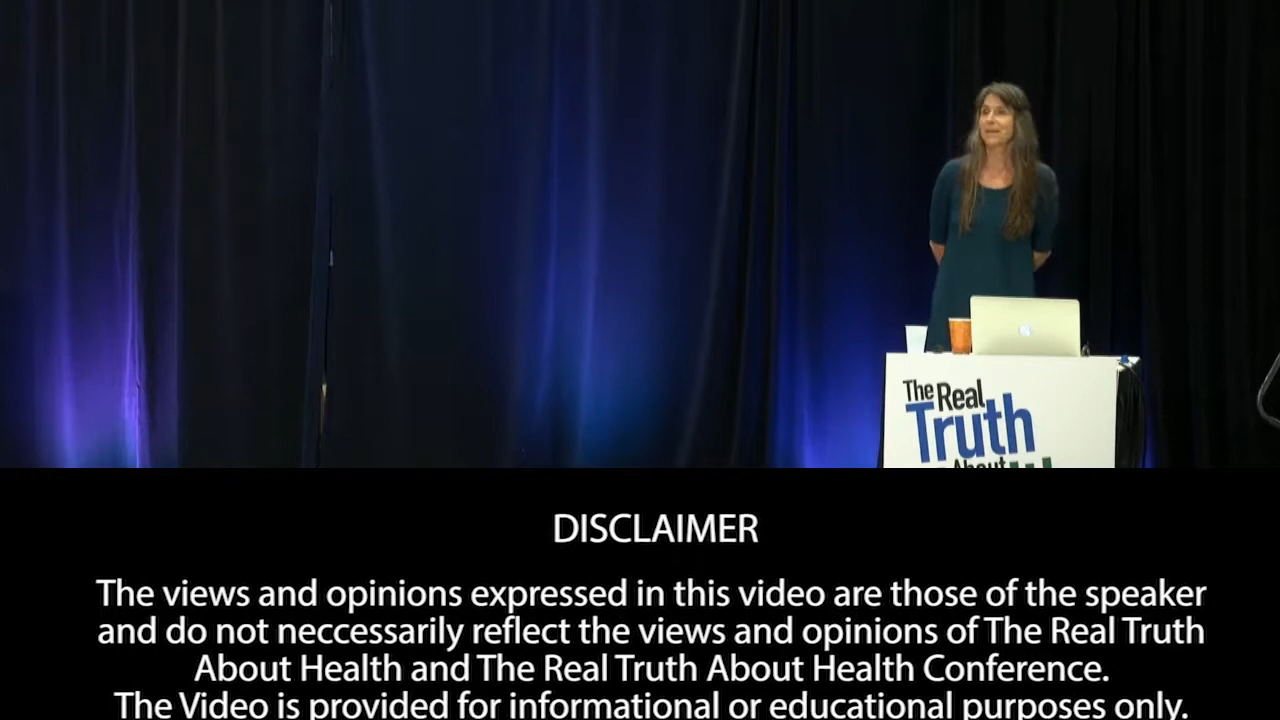 The Real
Truth
About
DISCLAIMER
The views and opinions expressed in this video are those of the speaker
and do not neccessarily reflect the views and opinions of The Real Truth
About Health and The Real Truth About Health Conference.
The Video is provided for informational or educational purposes only.